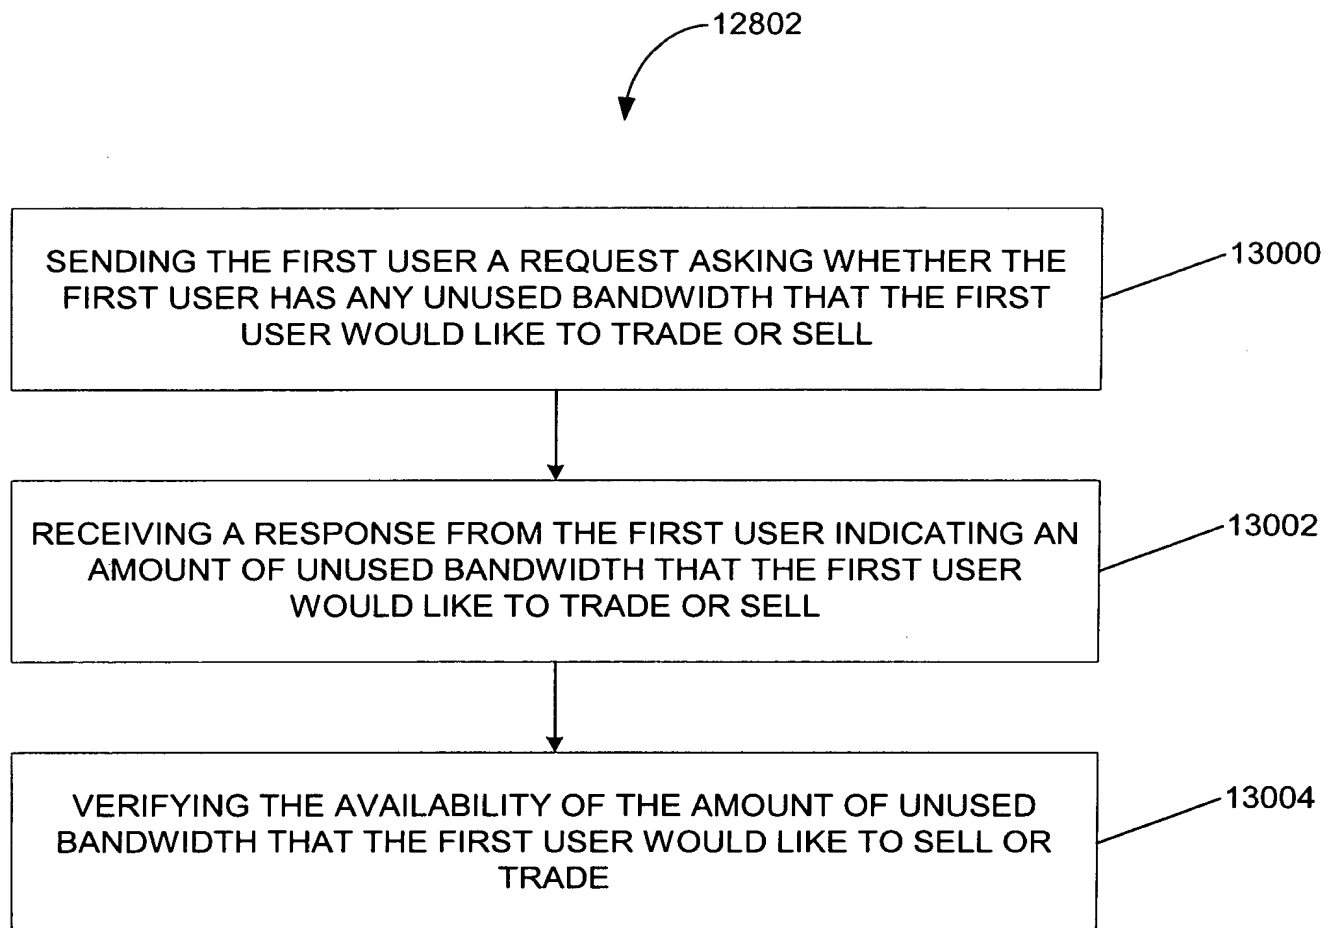 12802
SENDING THE FIRST USER A REQUEST ASKING WHETHER THE
FIRST USER HAS ANY UNUSED BANDWIDTH THAT THE FIRST
USER WOULD LIKE TO TRADE OR SELL
13000
RECEIVING A RESPONSE FROM THE FIRST USER INDICATING AN
AMOUNT OF UNUSED BANDWIDTH THAT THE FIRST USER
WOULD LIKE TO TRADE OR SELL
13002
VERIFYING THE AVAILABILITY OF THE AMOUNT OF UNUSED
BANDWIDTH THAT THE FIRST USER WOULD LIKE TO SELL OR
TRADE
13004